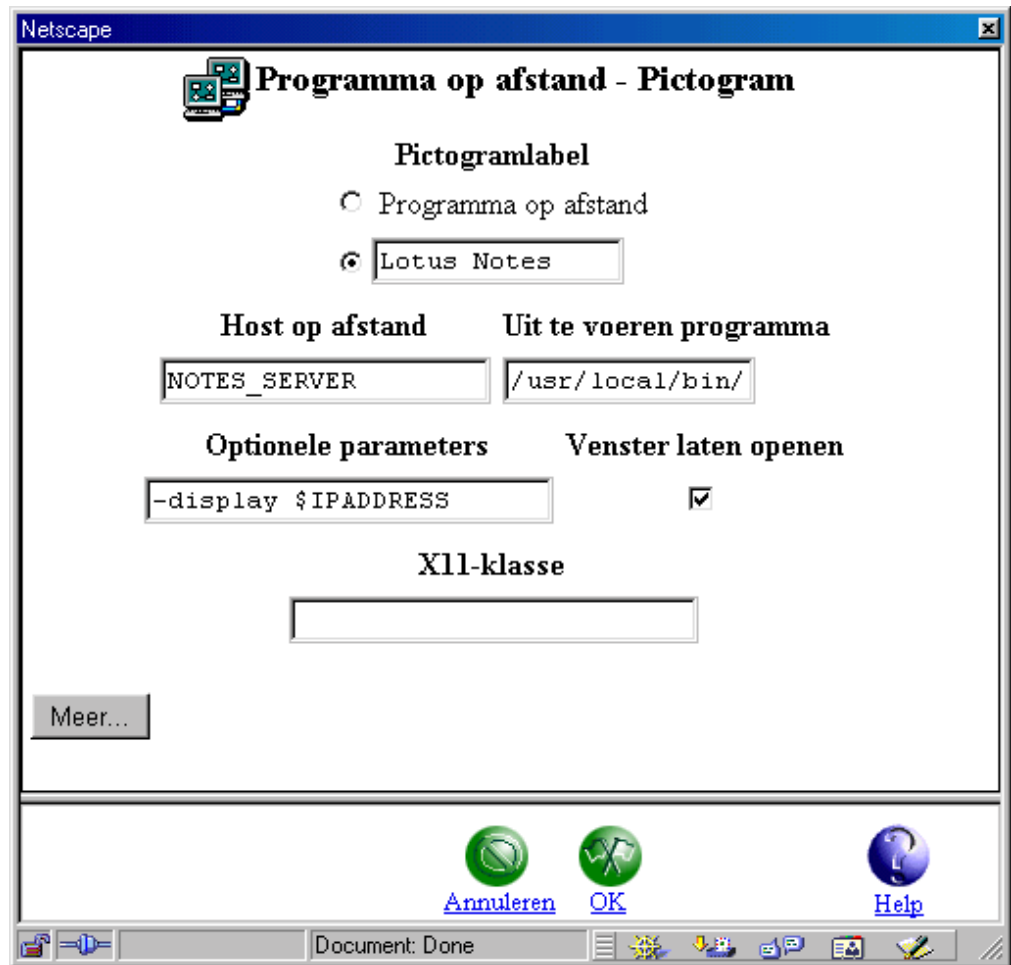 Netscape
Programma op afstand - Pictogram
Pictogramlabel
Programma op afstand
Lotus Notes
Host op afstand Uit te voeren programma
NOTES_SERVER /usr/local/bin/
Optionele parameters Venster laten openen
-display $IPADDRESS
X11-klasse
Meer...
Annuleren OK Help
Document: Done